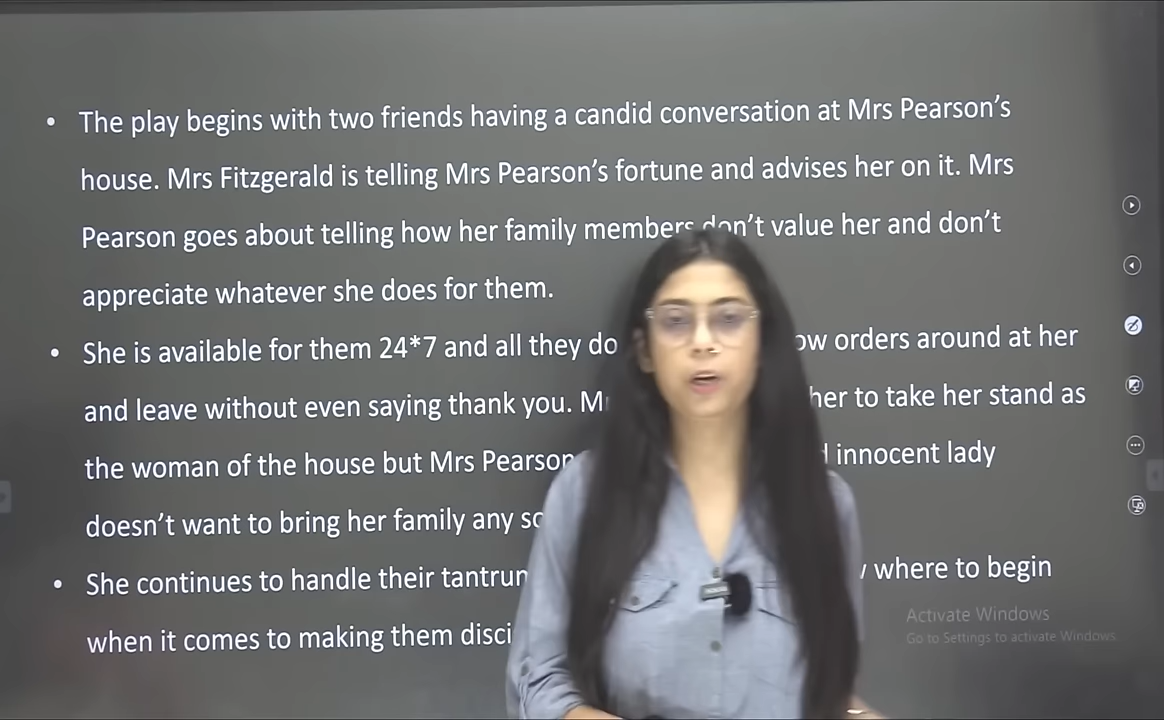 The play begins with two friends having a candid conversation at Mrs Pearson's
house. Mrs Fitzgerald is telling Mrs Pearson's fortune and advises her on it. Mrs
Pearson goes about telling how her family members don't value her and don't
appreciate whatever she does for them.
She is available for them 24*7 and all they do orders around at her
and leave without even saying thank you. her to take her stand as
the woman of the house but Mrs Pearson innocent lady
doesn't want to bring her family any
She continues to handle their where to begin
when it comes to making them
Activate Windows
Go to Settings to activate Windows.